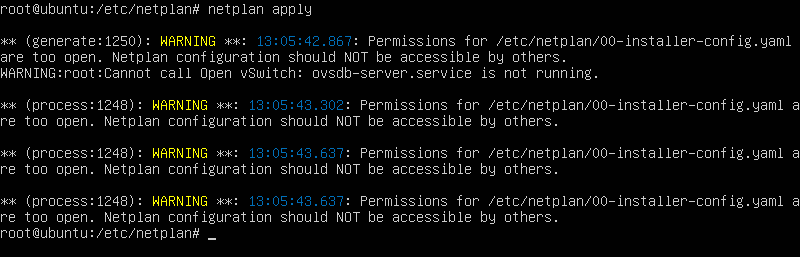 root@ubuntu:/etc/netplan# netplan apply
** (generate:1250): WARNING **: 13:05:42.867: Permissions for /etc/netplan/00-installer-config.yaml
are too open. Netplan configuration should NOT be accessible by others.
WARNING:root:Cannot call Open vSwitch: ovsdb-server.service is not running.
** (process:1248): WARNING **: 13:05:43.302: Permissions for /etc/netplan/00-installer-config.yaml a
re too open. Netplan configuration should NOT be accessible by others.
** (process:1248): WARNING **: 13:05:43.637: Permissions for /etc/netplan/00-installer-config.yaml a
re too open. Netplan configuration should NOT be accessible by others.
** (process:1248): WARNING **: 13:05:43.637: Permissions for /etc/netplan/00-installer-config.yaml a
re too open. Netplan configuration should NOT be accessible by others.
root@ubuntu:/etc/netplan# _